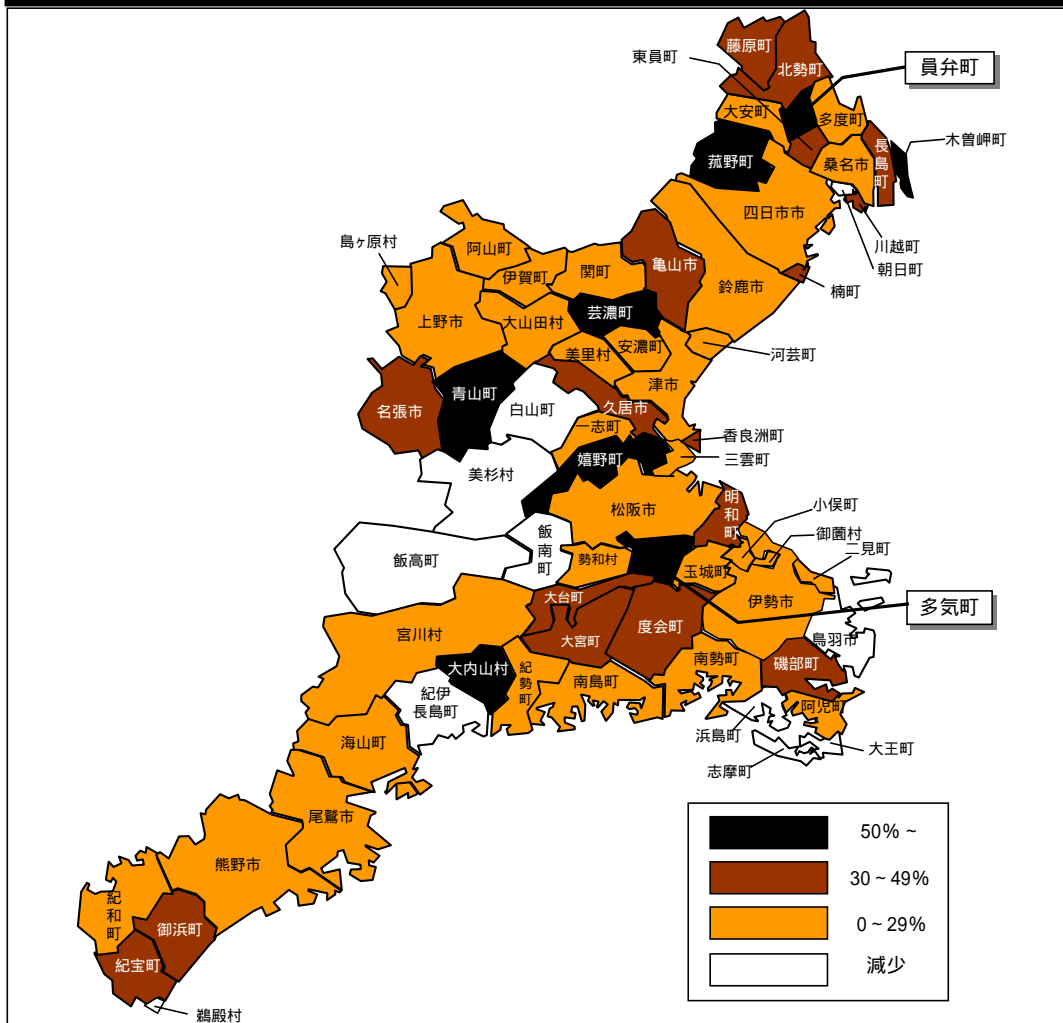 藤原町
東員町
北勢町
員弁町
大安町
多度町
木曽岬町
菰野町
桑名市
長島町
四日市市
川越町
島ヶ原村
阿山町
朝日町
伊賀町
関町
亀山市
鈴鹿市
楠町
上野市
大山田村
芸濃町
美里村
安濃町
河芸町
津市
青山町
名張市
白山町
久居市
一志町
香良洲町
嬉野町
三雲町
美杉村
松阪市
明和町
小俣町
御薗村
二見町
飯南町
飯高町
勢和村
玉城町
伊勢市
大台町
多気町
宮川村
大宮町
度会町
鳥羽市
大内山村
紀勢町
南島町
南勢町
磯部町
紀伊
長島町
阿児町
浜島町
海山町
大王町
志摩町
尾鷲市
熊野市
紀和町
御浜町
紀宝町
鵜殿村
50% ~
30 ~ 49%
0 ~ 29%
減少